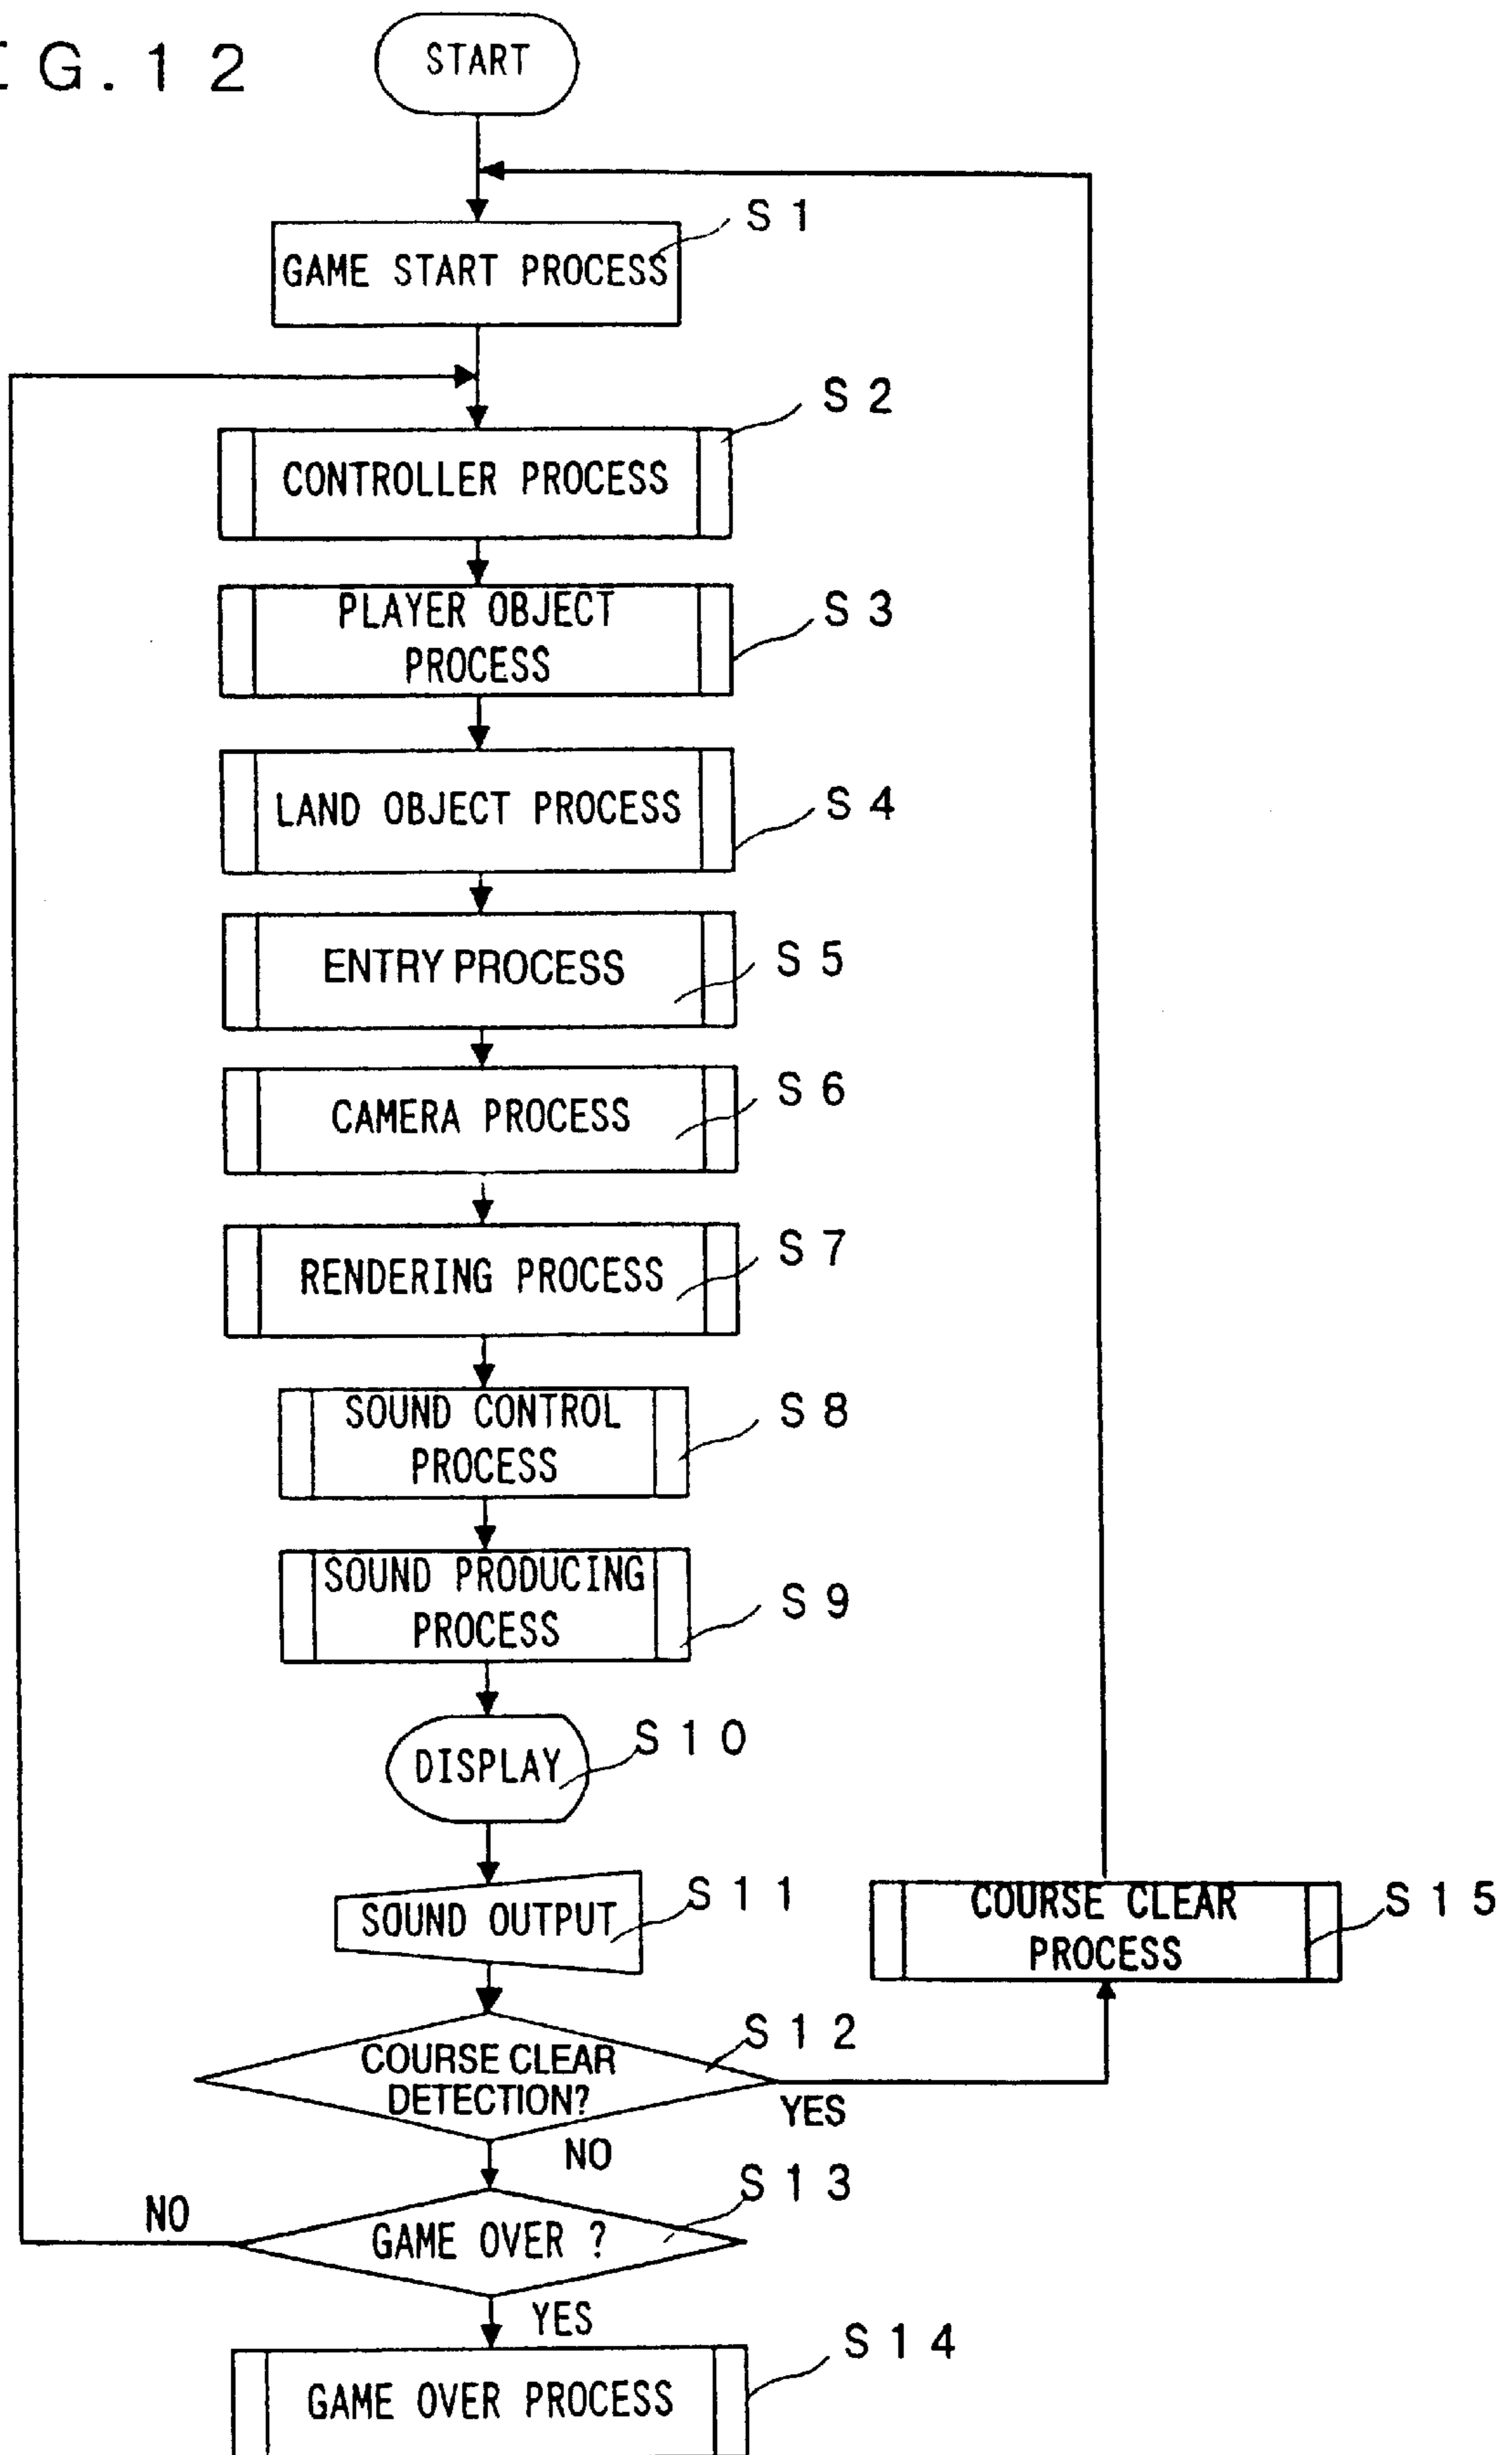 IG.12
START
S1
GAME START PROCESS
S2
CONTROLLER PROCESS
PLAYER OBJECT
PROCESS
S3
LAND OBJECT PROCESS
S4
ENTRY PROCESS
S5
CAMERA PROCESS
S6
RENDERING PROCESS
S7
SOUND CONTROL
PROCESS
S8
SOUND PRODUCING
PROCESS
S9
DISPLAY
S10
SOUND OUTPUT
S11
COURSE CLEAR
PROCESS
S15
COURSE CLEAR
DETECTION?
S12
YES
NO
S13
NO
GAME OVER ?
YES
S14
GAME OVER PROCESS